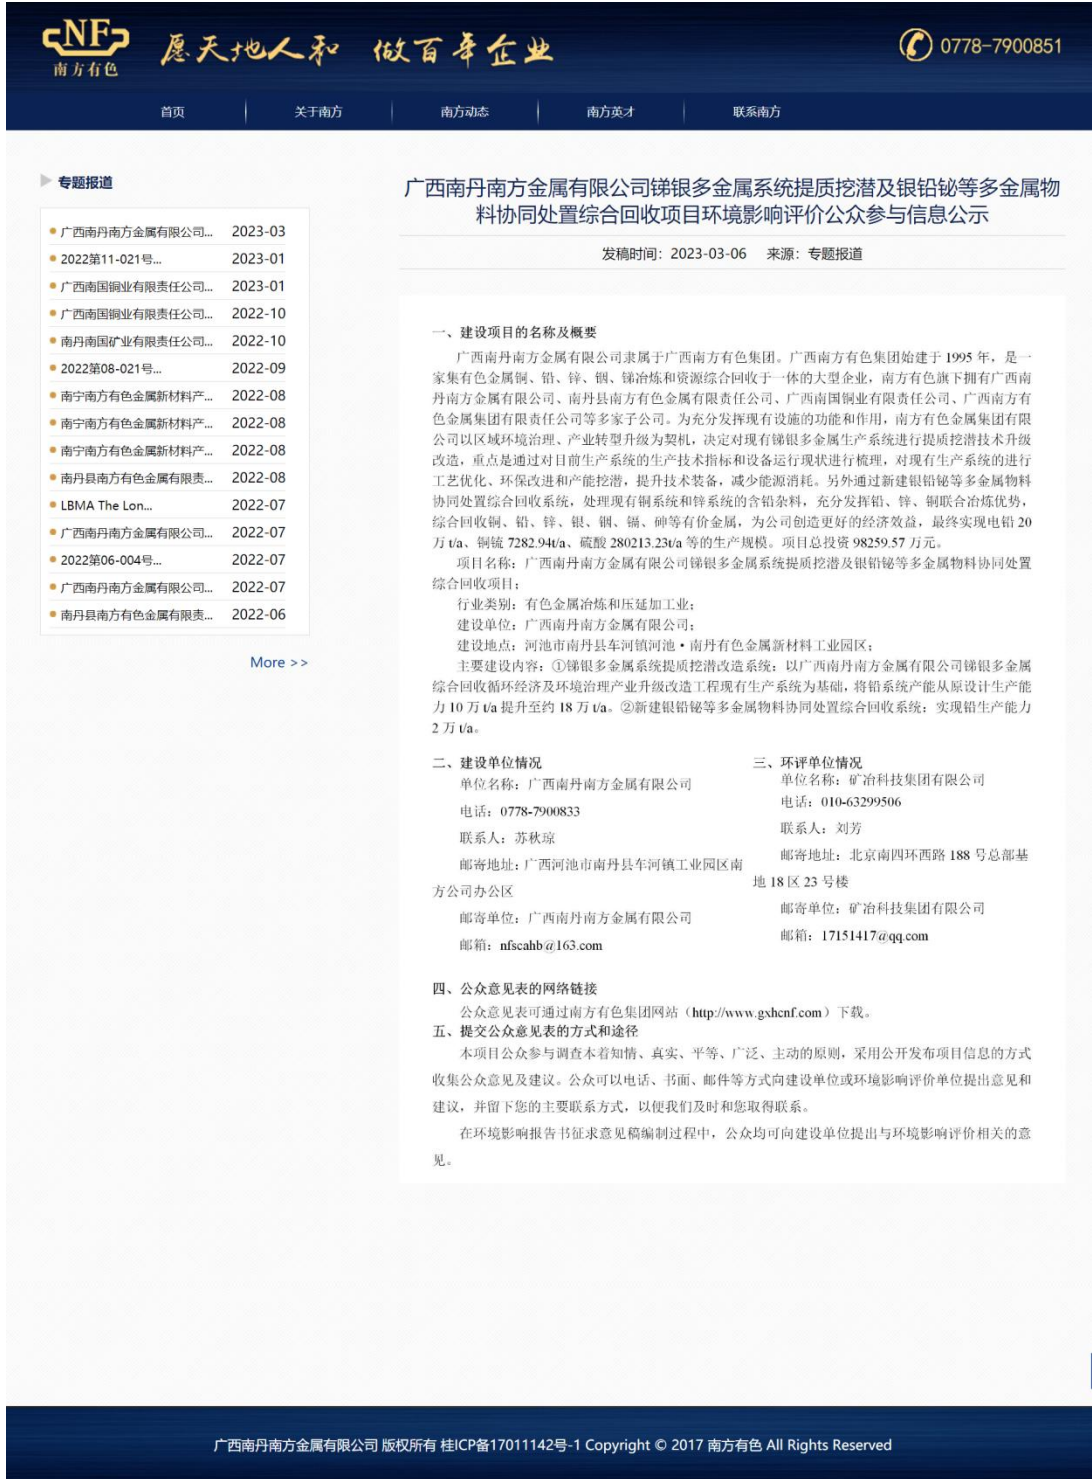 NF
南方有色
愿天地人和 做百年企业
0778-7900851
首页
关于南方
南方动态
南方英才
联系南方
专题报道
广西南丹南方金属有限公司... 2023-03
2022第11-021号... 2023-01
广西南国铜业有限责任公司... 2023-01
广西南国铜业有限责任公司... 2022-10
南丹南国矿业有限责任公司... 2022-10
2022第08-021号... 2022-09
南宁南方有色金属新材料产... 2022-08
南宁南方有色金属新材料产... 2022-08
南宁南方有色金属新材料产... 2022-08
南丹县南方有色金属有限责... 2022-08
LBMA The Lon... 2022-07
广西南丹南方金属有限公司... 2022-07
2022第06-004号... 2022-07
广西南丹南方金属有限公司... 2022-07
南丹县南方有色金属有限责... 2022-06
More >>
广西南丹南方金属有限公司锑银多金属系统提质挖潜及银铅铋等多金属物
料协同处置综合回收项目环境影响评价公众参与信息公示
发稿时间：2023-03-06 来源：专题报道
一、建设项目的名称及概要
广西南丹南方金属有限公司隶属于广西南方有色集团。广西南方有色集团始建于 1995 年，是一
家集有色金属铜、铅、锌、铟、锑冶炼和资源综合回收于一体的大型企业，南方有色旗下拥有广西南
丹南方金属有限公司、南丹县南方有色金属有限责任公司、广西南国铜业有限责任公司、广西南方有
色金属集团有限责任公司等多家子公司。为充分发挥现有设施的功能和作用，南方有色金属集团有限
公司以区域环境治理、产业转型升级为契机，决定对现有锑银多金属生产系统进行提质挖潜技术升级
改造，重点是通过对目前生产系统的生产技术指标和设备运行现状进行梳理，对现有生产系统的进行
工艺优化、环保改进和产能挖潜，提升技术装备，减少能源消耗。另外通过新建银铅铋等多金属物料
协同处置综合回收系统，处理现有铜系统和锌系统的含铅杂料，充分发挥铅、锌、铜联合冶炼优势，
综合回收铜、铅、锌、银、铟、镉、砷等有价金属，为公司创造更好的经济效益，最终实现电铅 20
万 t/a、铜锍 7282.94t/a、硫酸 280213.23t/a 等的生产规模。项目总投资 98259.57 万元。
项目名称：广西南丹南方金属有限公司锑银多金属系统提质挖潜及银铅铋等多金属物料协同处置
综合回收项目；
行业类别：有色金属冶炼和压延加工业；
建设单位：广西南丹南方金属有限公司；
建设地点：河池市南丹县车河镇河池•南丹有色金属新材料工业园区；
主要建设内容：①锑银多金属系统提质挖潜改造系统：以广西南丹南方金属有限公司锑银多金属
综合回收循环经济及环境治理产业升级改造工程现有生产系统为基础，将铅系统产能从原设计生产能
力 10 万 t/a 提升至约 18 万 t/a。②新建银铅铋等多金属物料协同处置综合回收系统：实现铅生产能力
2 万 t/a。
二、建设单位情况
单位名称：广西南丹南方金属有限公司
电话：0778-7900833
联系人：苏秋琼
邮寄地址：广西河池市南丹县车河镇工业园区南
方公司办公区
邮寄单位：广西南丹南方金属有限公司
邮箱：nfscahb@163.com
三、环评单位情况
单位名称：矿冶科技集团有限公司
电话：010-63299506
联系人：刘芳
邮寄地址：北京南四环西路 188 号总部基
地 18 区 23 号楼
邮寄单位：矿冶科技集团有限公司
邮箱：17151417@qq.com
四、公众意见表的网络链接
公众意见表可通过南方有色集团网站（http://www.gxhcnf.com）下载。
五、提交公众意见表的方式和途径
本项目公众参与调查本着知情、真实、平等、广泛、主动的原则，采用公开发布项目信息的方式
收集公众意见及建议。公众可以电话、书面、邮件等方式向建设单位或环境影响评价单位提出意见和
建议，并留下您的主要联系方式，以便我们及时和您取得联系。
在环境影响报告书征求意见稿编制过程中，公众均可向建设单位提出与环境影响评价相关的意
见。
广西南丹南方金属有限公司 版权所有 桂ICP备17011142号-1 Copyright © 2017 南方有色 All Rights Reserved